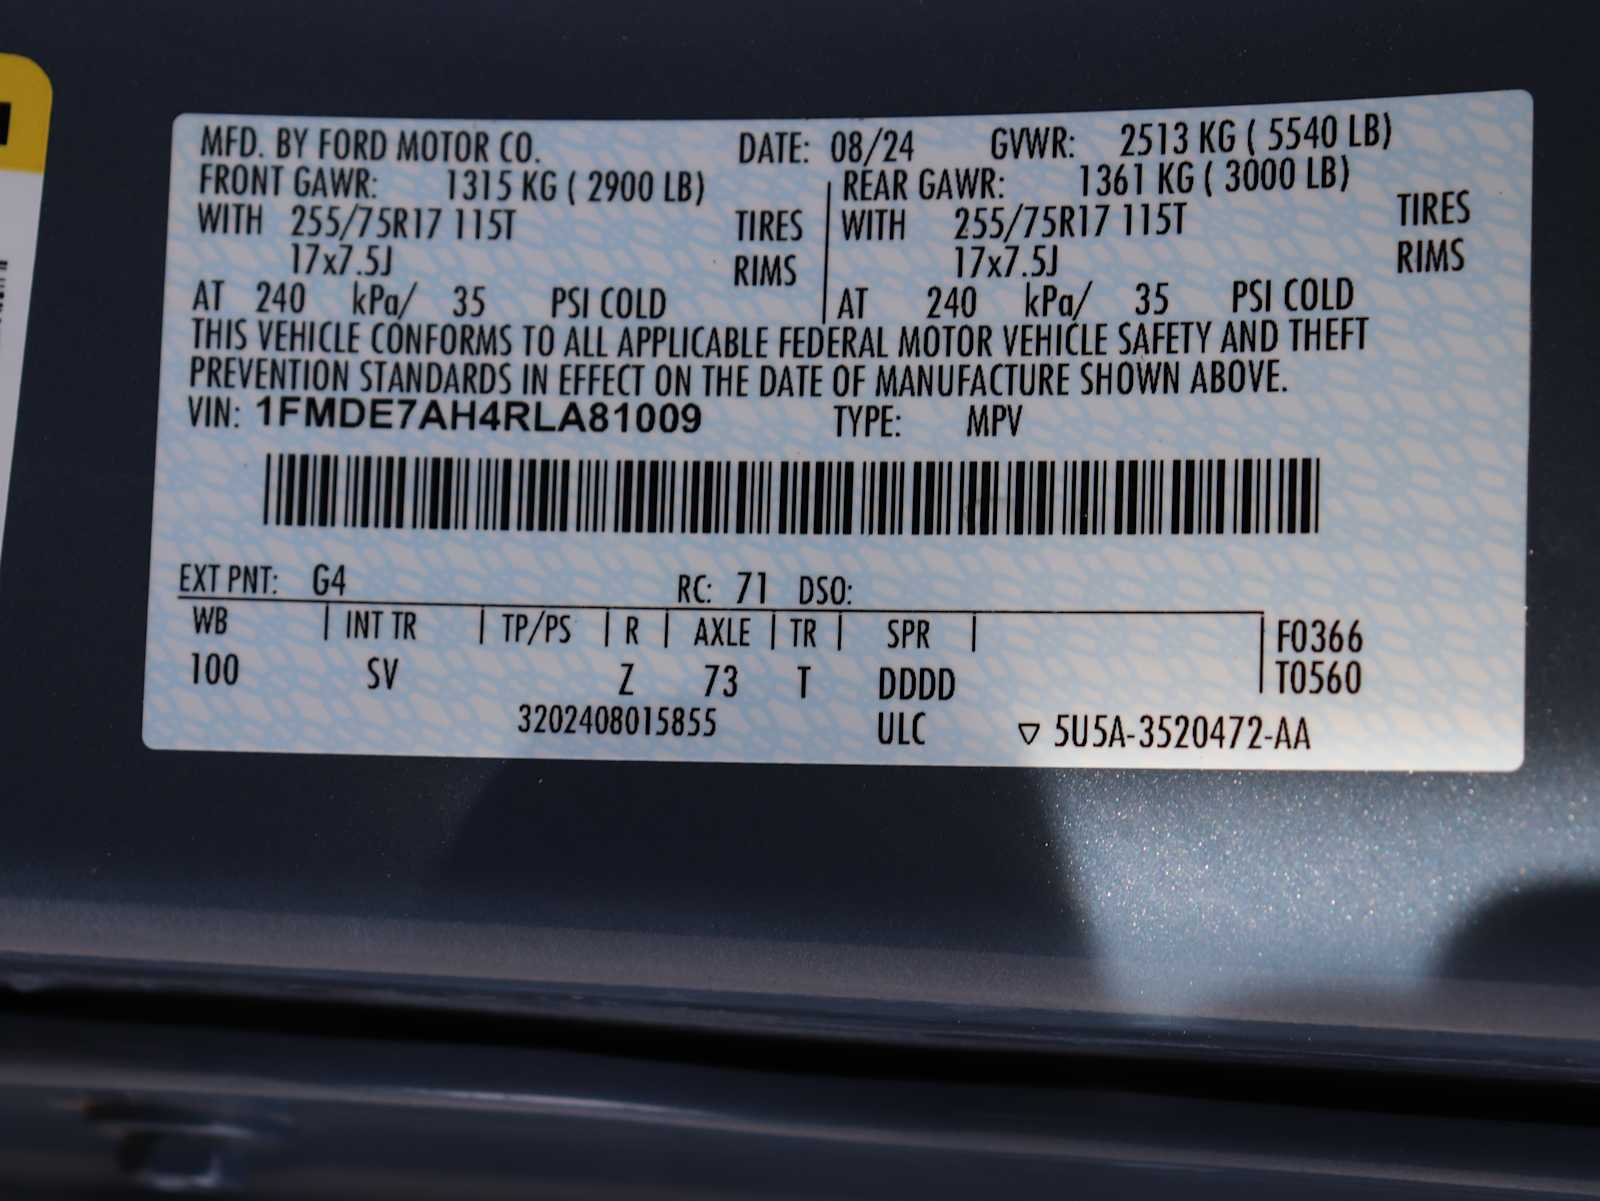 MFD. BY FORD MOTOR CO. DATE: 08/24 GVWR: 2513 KG ( 5540 LB)
FRONT GAWR: 1315 KG ( 2900 LB) REAR GAWR: 1361 KG ( 3000 LB)
WITH 255/75R17 115T TIRES WITH 255/75R17 115T TIRES
17x7.5J RIMS 17x7.5J RIMS
AT 240 kPa/ 35 PSI COLD AT 240 kPa/ 35 PSI COLD
THIS VEHICLE CONFORMS TO ALL APPLICABLE FEDERAL MOTOR VEHICLE SAFETY AND THEFT
PREVENTION STANDARDS IN EFFECT ON THE DATE OF MANUFACTURE SHOWN ABOVE.
VIN: 1FMDE7AH4RLA81009 TYPE: MPV
EXT PNT: G4 RC: 71 DSO:
WB INT TR TP/PS R AXLE TR SPR F0366
100 SV Z 73 T DDDD T0560
3202408015855 ULC ▽ 5U5A-3520472-AA